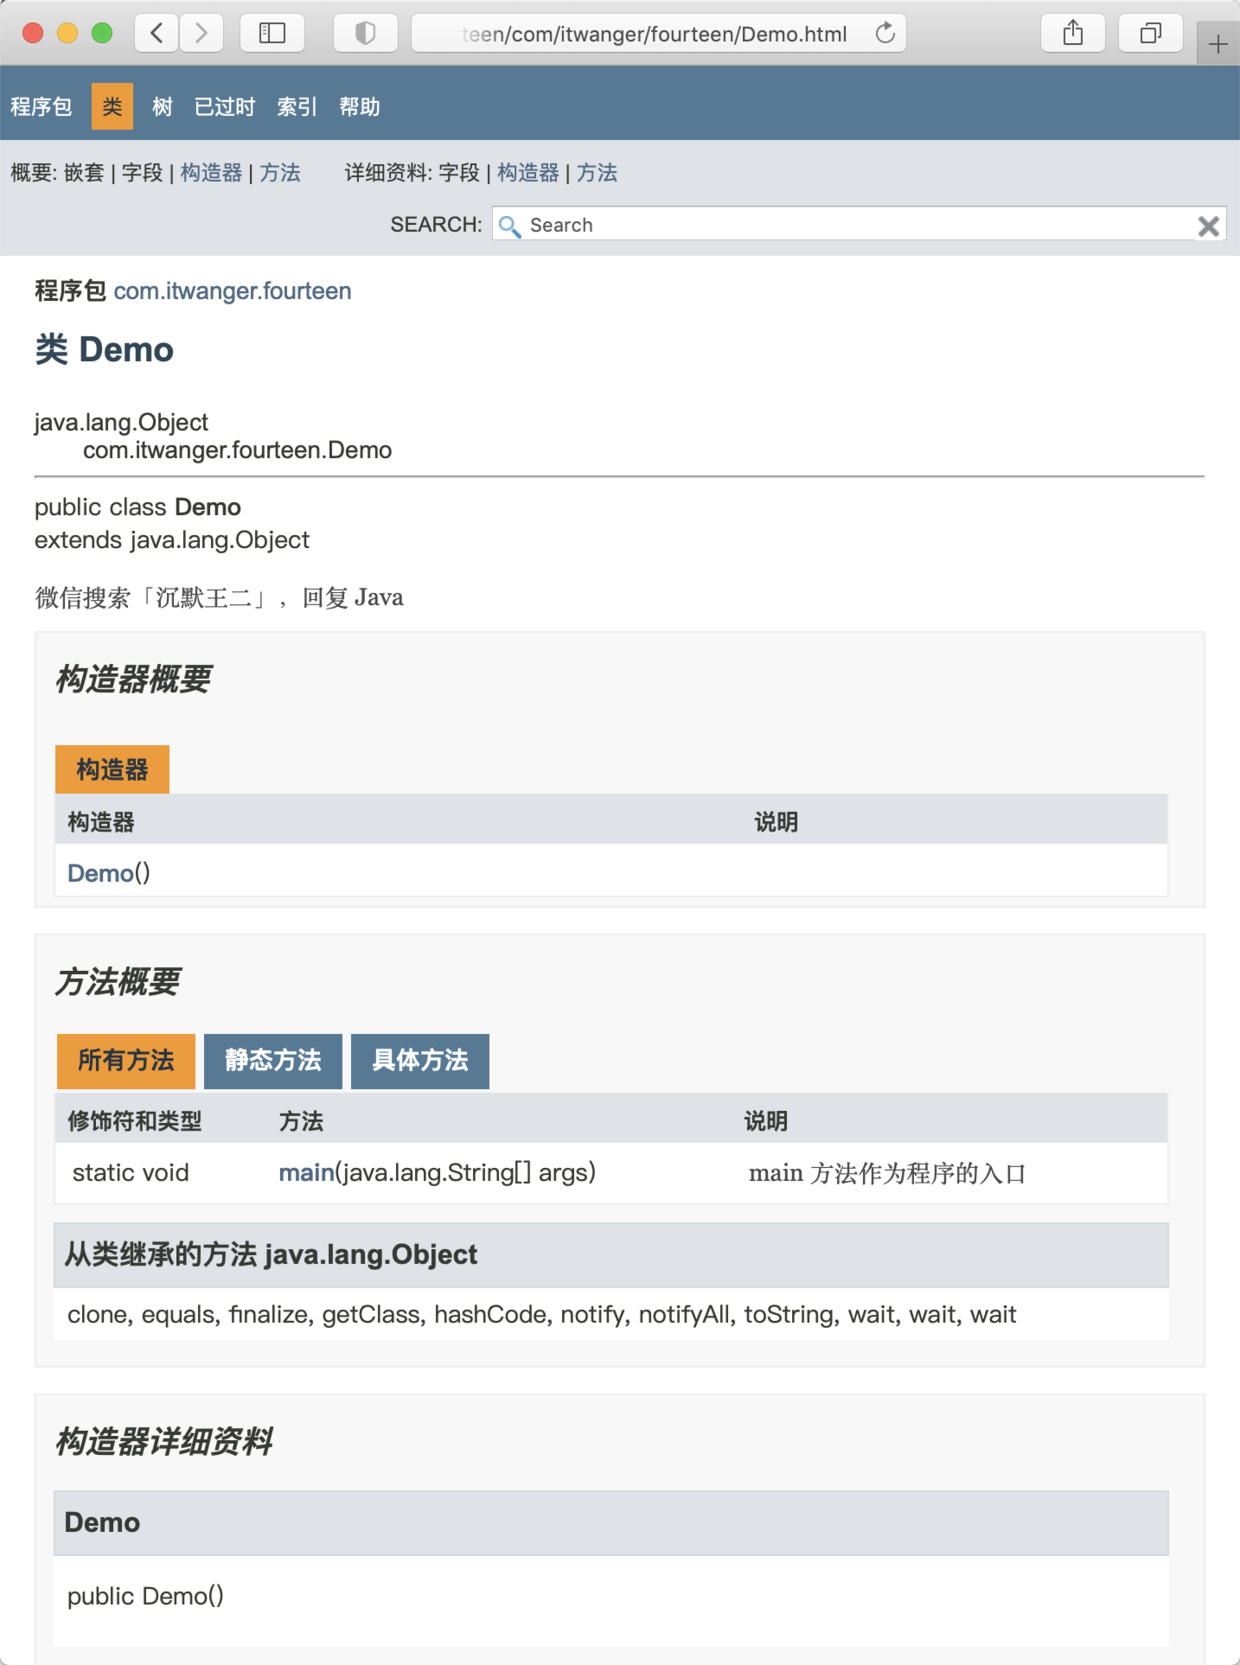 teen/com/itwanger/fourteen/Demo.html
程序包 类 树 已过时 索引 帮助
概要: 嵌套 | 字段 | 构造器 | 方法 详细资料: 字段 | 构造器 | 方法
SEARCH: Search
程序包 com.itwanger.fourteen
类 Demo
java.lang.Object
com.itwanger.fourteen.Demo
public class Demo
extends java.lang.Object
微信搜索「沉默王二」，回复 Java
构造器概要
构造器
构造器 说明
Demo()
方法概要
所有方法 静态方法 具体方法
修饰符和类型 方法 说明
static void main(java.lang.String[] args) main 方法作为程序的入口
从类继承的方法 java.lang.Object
clone, equals, finalize, getClass, hashCode, notify, notifyAll, toString, wait, wait, wait
构造器详细资料
Demo
public Demo()